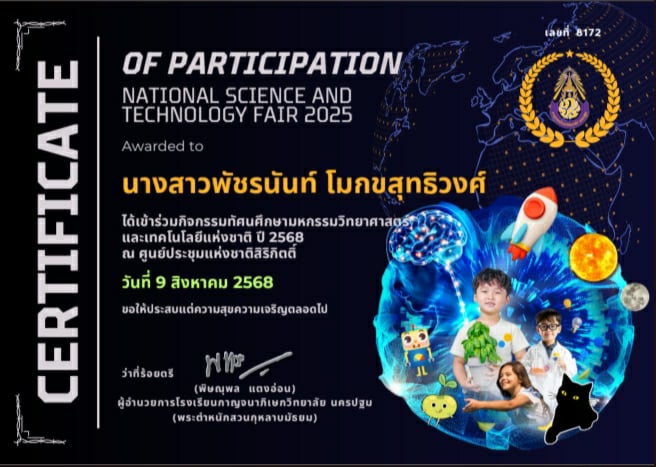 เลขที่ 8172
CERTIFICATE
OF PARTICIPATION
NATIONAL SCIENCE AND
TECHNOLOGY FAIR 2025
Awarded to
นางสาวพัชรนันท์ โมกขสุทธิวงศ์
ได้เข้าร่วมกิจกรรมทัศนศึกษามหกรรมวิทยาศาสตร์
และเทคโนโลยีแห่งชาติ ปี 2568
ณ ศูนย์ประชุมแห่งชาติสิริกิตติ์
วันที่ 9 สิงหาคม 2568
ขอให้ประสบแต่ความสุขความเจริญตลอดไป
ว่าที่ร้อยตรี
(พิษณุพล แตงอ่อน)
ผู้อำนวยการโรงเรียนกาญจนาภิเษกวิทยาลัย นครปฐม
(พระตำหนักสวนกุหลาบมัธยม)